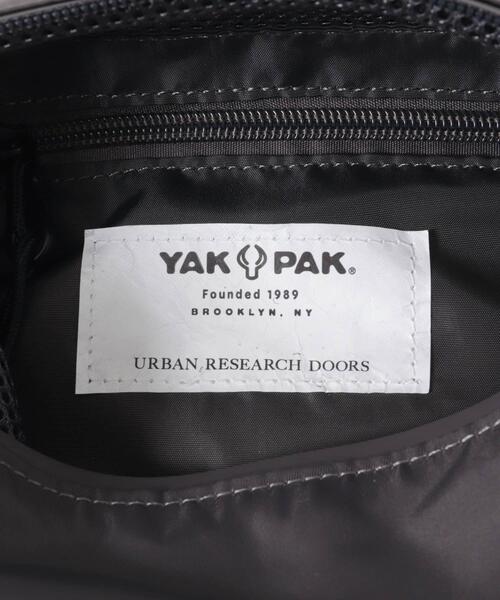 YAK PAK®
Founded 1989
BROOKLYN, NY
URBAN RESEARCH DOORS